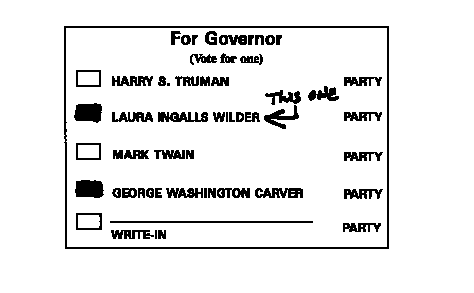 For Governor
(Vote for one)
HARRY S. TRUMAN PARTY
This one
LAURA INGALLS WILDER PARTY
MARK TWAIN PARTY
GEORGE WASHINGTON CARVER PARTY
WRITE-IN PARTY